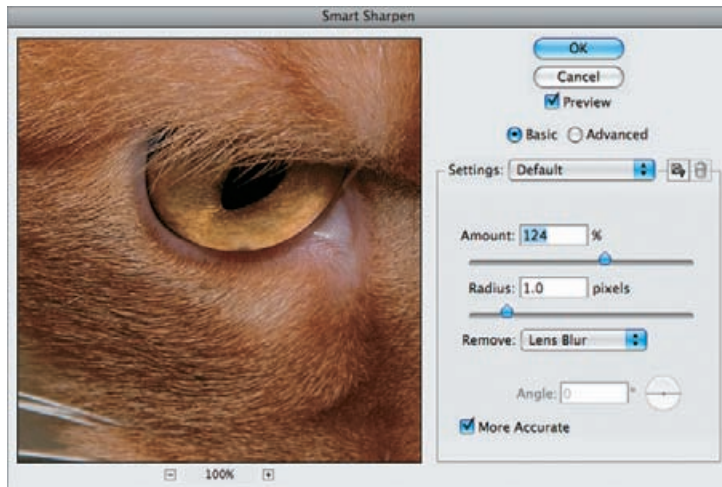 Smart Sharpen
OK
Cancel
Preview
Basic Advanced
Settings: Default
Amount: 124 %
Radius: 1.0 pixels
Remove: Lens Blur
Angle: 0 °
More Accurate
100%